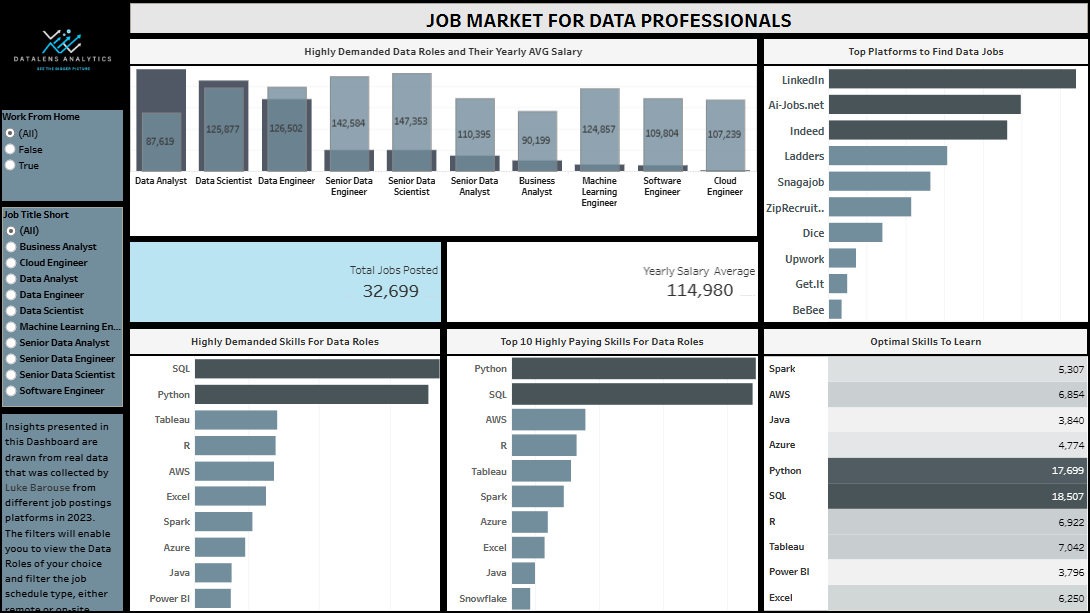 JOB MARKET FOR DATA PROFESSIONALS
DATALENS ANALYTICS
SEE THE BIGGER PICTURE
Work From Home
(All)
False
True
Job Title Short
(All)
Business Analyst
Cloud Engineer
Data Analyst
Data Engineer
Data Scientist
Machine Learning En...
Senior Data Analyst
Senior Data Engineer
Senior Data Scientist
Software Engineer
Insights presented in
this Dashboard are
drawn from real data
that was collected by
Luke Barouse from
different job postings
platforms in 2023.
The filters will enable
yoou to view the Data
Roles of your choice
and filter the job
schedule type, either
remote or on-site
Highly Demanded Data Roles and Their Yearly AVG Salary
87,619
125,877
126,502
142,584
147,353
110,395
90,199
124,857
109,804
107,239
Data Analyst
Data Scientist
Data Engineer
Senior Data
Engineer
Senior Data
Scientist
Senior Data
Analyst
Business
Analyst
Machine
Learning
Engineer
Software
Engineer
Cloud
Engineer
Top Platforms to Find Data Jobs
LinkedIn
Ai-Jobs.net
Indeed
Ladders
Snagajob
ZipRecruit..
Dice
Upwork
Get.It
BeBee
Total Jobs Posted
32,699
Yearly Salary Average
114,980
Highly Demanded Skills For Data Roles
SQL
Python
Tableau
R
AWS
Excel
Spark
Azure
Java
Power BI
Top 10 Highly Paying Skills For Data Roles
Python
SQL
AWS
R
Tableau
Spark
Azure
Excel
Java
Snowflake
Optimal Skills To Learn
Spark 5,307
AWS 6,854
Java 3,840
Azure 4,774
Python 17,699
SQL 18,507
R 6,922
Tableau 7,042
Power BI 3,796
Excel 6,250